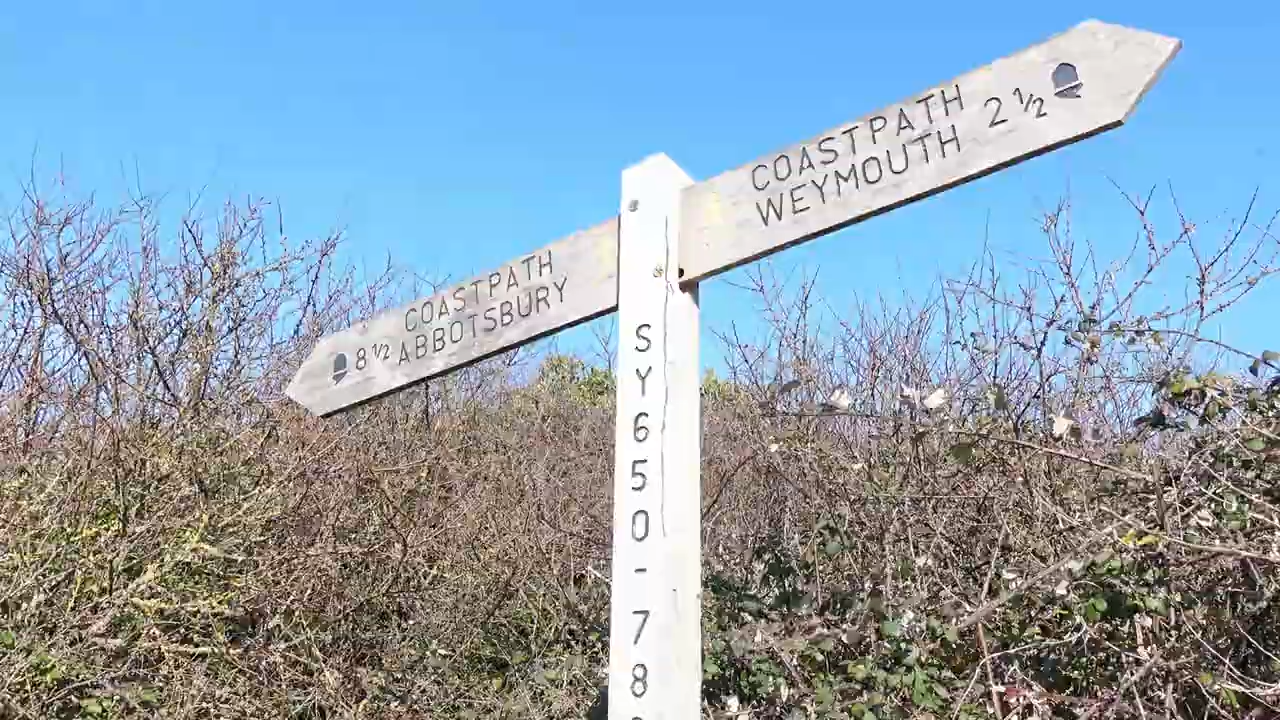 COASTPATH
WEYMOUTH 2 1/2
COASTPATH
8 1/2 ABBOTSBURY
SY650-78